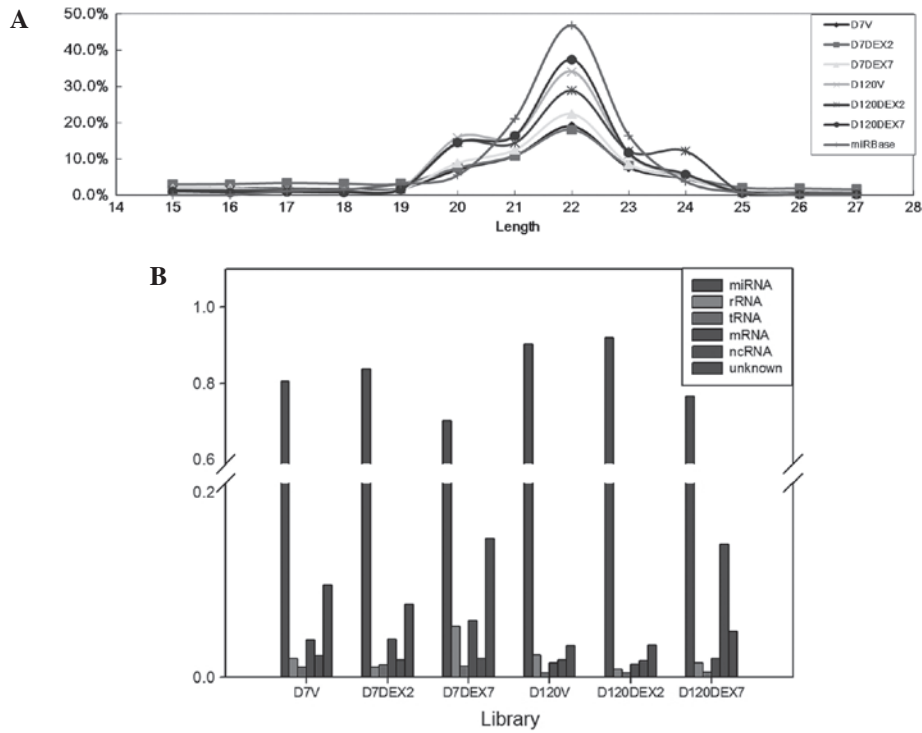 A
50.0%
40.0%
30.0%
20.0%
10.0%
0.0%
14 15 16 17 18 19 20 21 22 23 24 25 26 27 28
Length
D7V
D7DEX2
D7DEX7
D120V
D120DEX2
D120DEX7
miRBase
B
1.0
0.8
0.6
0.2
0.0
miRNA
rRNA
tRNA
mRNA
ncRNA
unknown
D7V D7DEX2 D7DEX7 D120V D120DEX2 D120DEX7
Library